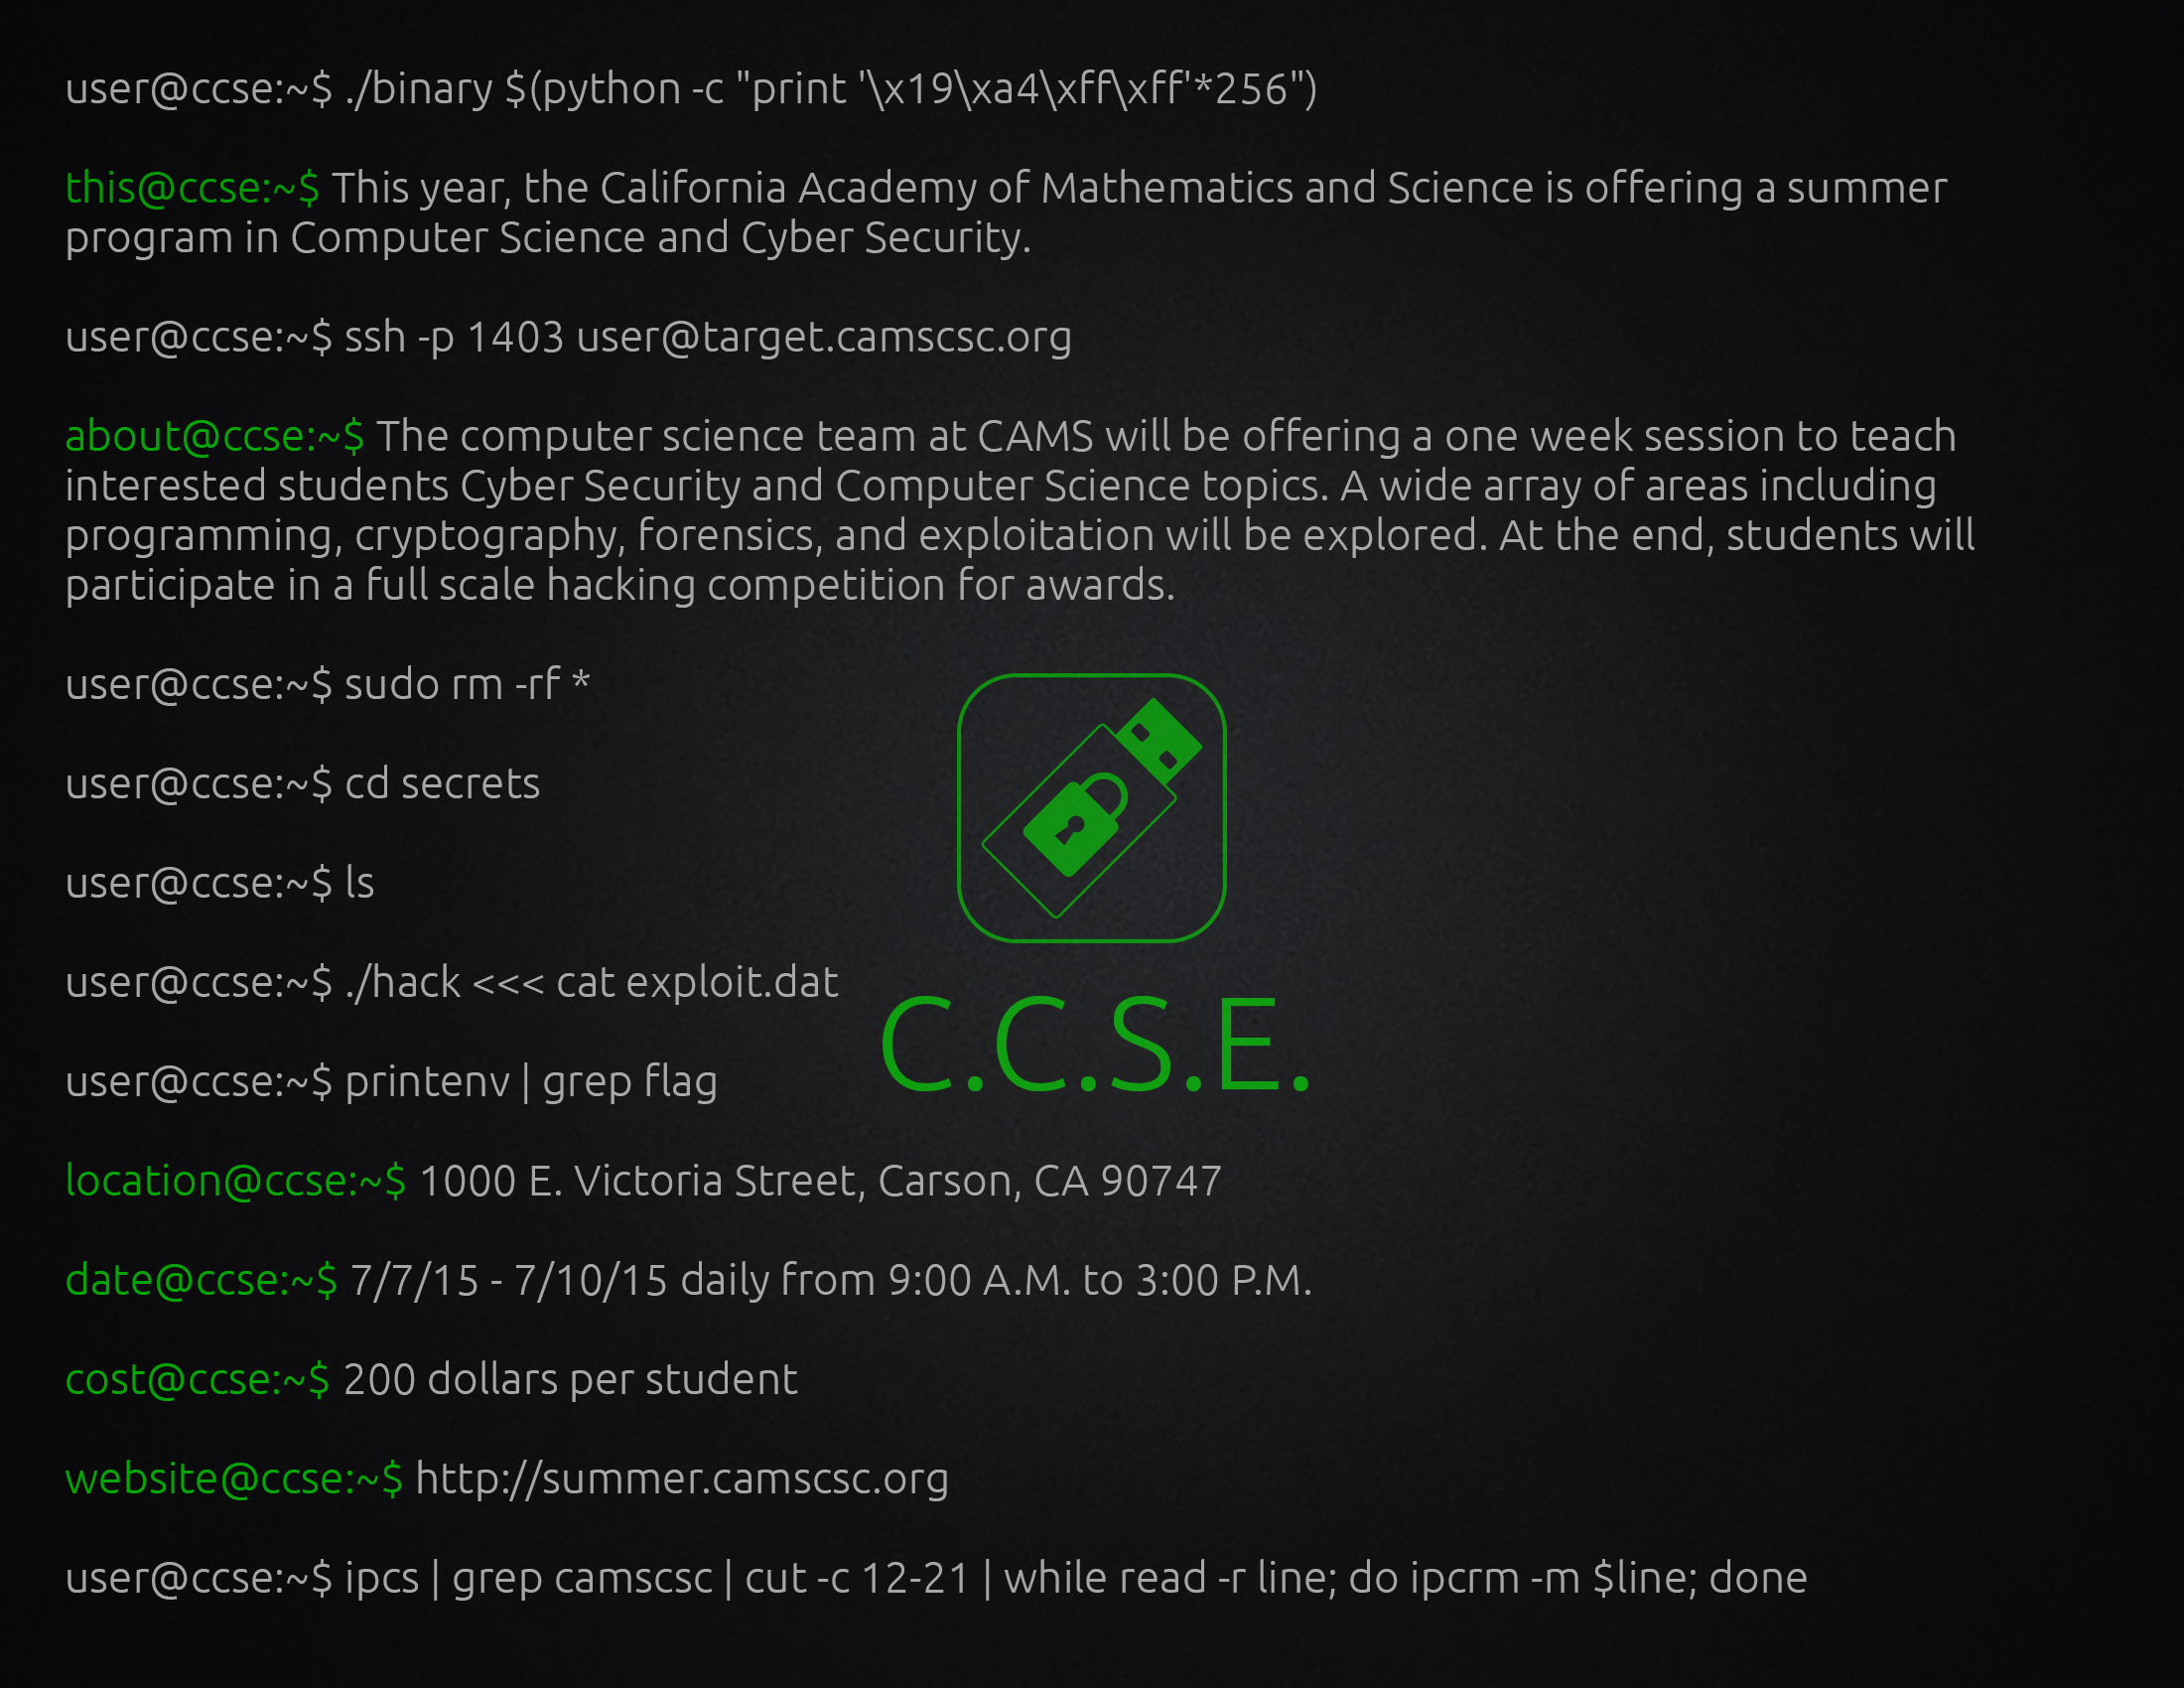 user@ccse:~$ ./binary $(python -c "print '\x19\xa4\xff\xff'*256")
this@ccse:~$ This year, the California Academy of Mathematics and Science is offering a summer
program in Computer Science and Cyber Security.
user@ccse:~$ ssh -p 1403 user@target.camscsc.org
about@ccse:~$ The computer science team at CAMS will be offering a one week session to teach
interested students Cyber Security and Computer Science topics. A wide array of areas including
programming, cryptography, forensics, and exploitation will be explored. At the end, students will
participate in a full scale hacking competition for awards.
user@ccse:~$ sudo rm -rf *
user@ccse:~$ cd secrets
user@ccse:~$ ls
user@ccse:~$ ./hack <<< cat exploit.dat
C.C.S.E.
user@ccse:~$ printenv | grep flag
location@ccse:~$ 1000 E. Victoria Street, Carson, CA 90747
date@ccse:~$ 7/7/15 - 7/10/15 daily from 9:00 A.M. to 3:00 P.M.
cost@ccse:~$ 200 dollars per student
website@ccse:~$ http://summer.camscsc.org
user@ccse:~$ ipcs | grep camscsc | cut -c 12-21 | while read -r line; do ipcrm -m $line; done